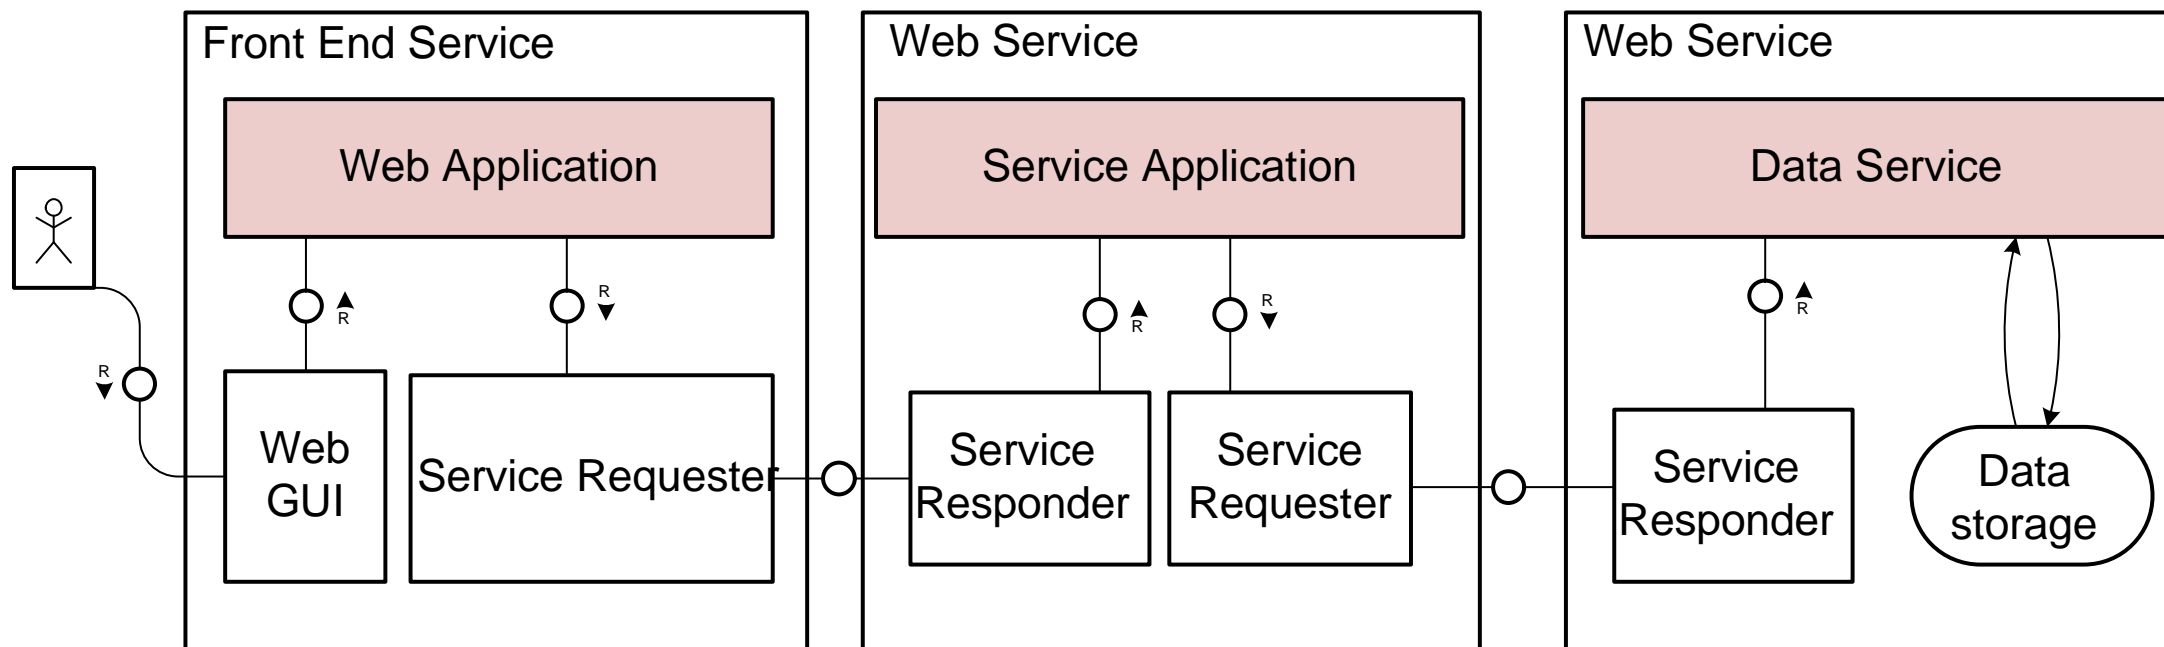 Front End Service
Web Service
Web Service
Web Application
Service Application
Data Service
R
R
R
R
R
R
Web
GUI
Service Requester
Service
Responder
Service
Requester
Service
Responder
Data
storage